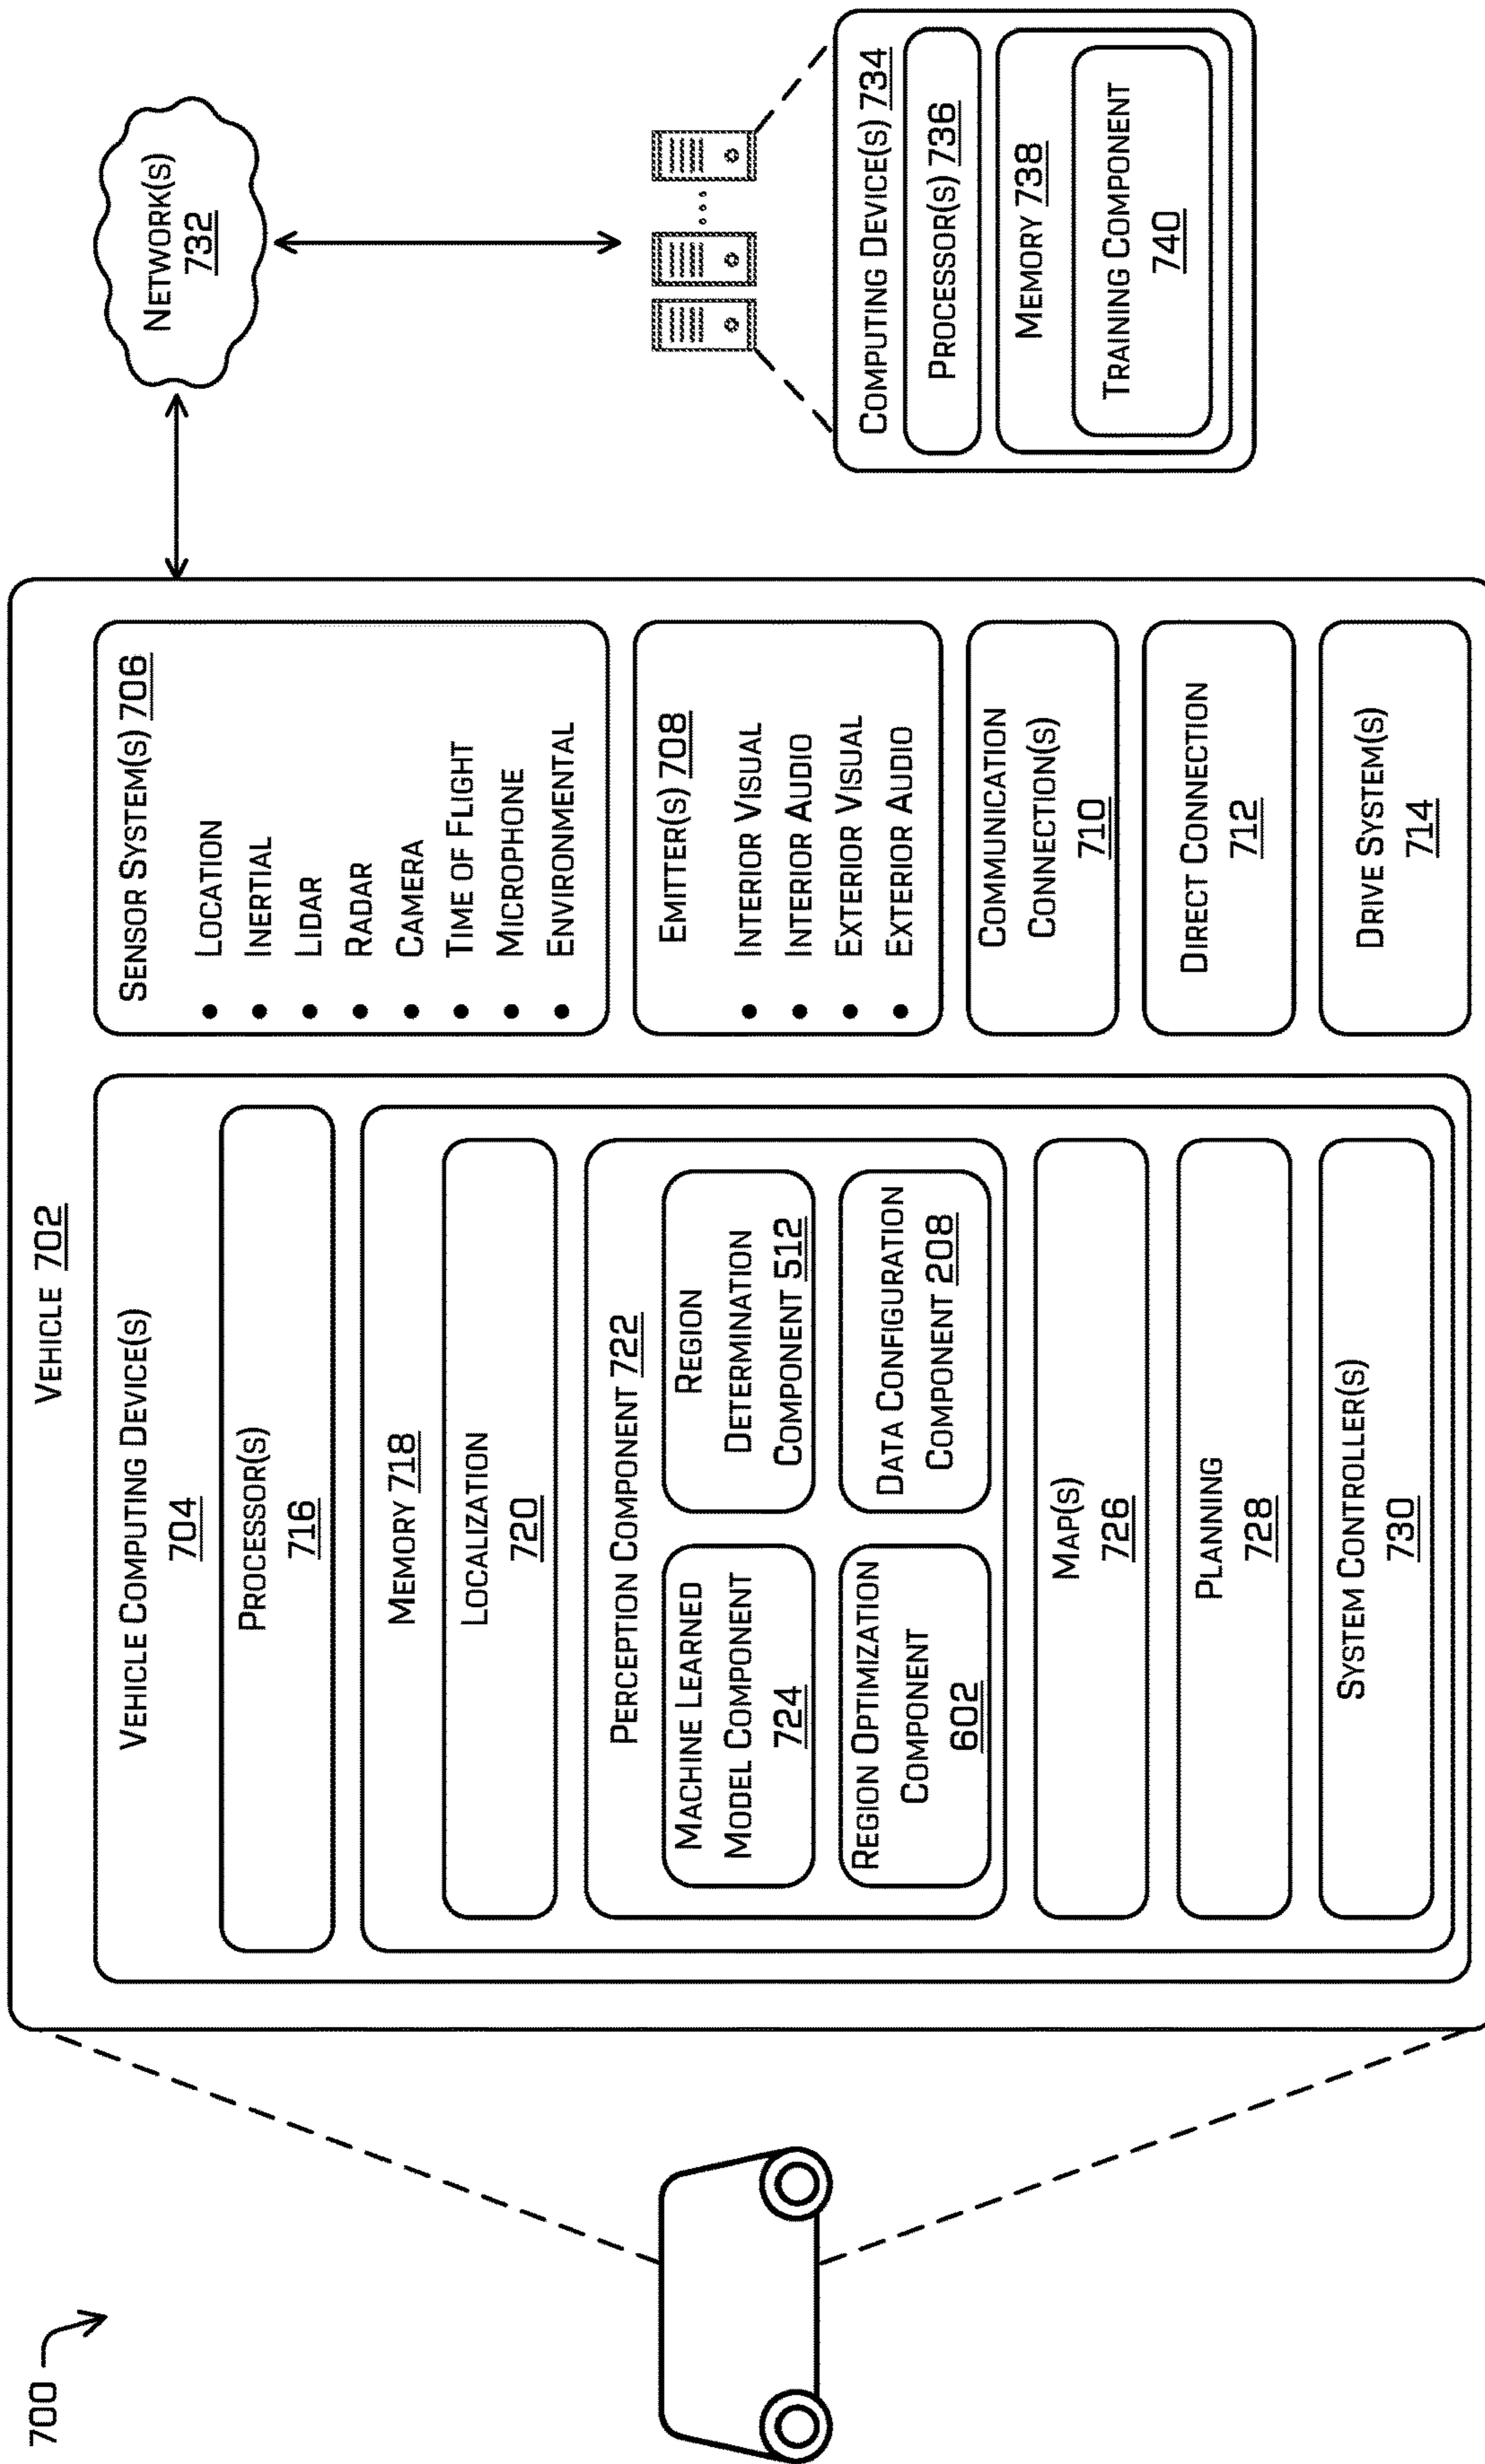 700
VEHICLE 702
VEHICLE COMPUTING DEVICE(S)
704
PROCESSOR(S)
716
MEMORY 718
LOCALIZATION
720
PERCEPTION COMPONENT 722
MACHINE LEARNED
MODEL COMPONENT
724
REGION
DETERMINATION
COMPONENT 512
REGION OPTIMIZATION
COMPONENT
602
DATA CONFIGURATION
COMPONENT 208
MAP(S)
726
PLANNING
728
SYSTEM CONTROLLER(S)
730
SENSOR SYSTEM(S) 706
• LOCATION
• INERTIAL
• LIDAR
• RADAR
• CAMERA
• TIME OF FLIGHT
• MICROPHONE
• ENVIRONMENTAL
EMITTER(S) 708
• INTERIOR VISUAL
• INTERIOR AUDIO
• EXTERIOR VISUAL
• EXTERIOR AUDIO
COMMUNICATION
CONNECTION(S)
710
DIRECT CONNECTION
712
DRIVE SYSTEM(S)
714
NETWORK(S)
732
COMPUTING DEVICE(S) 734
PROCESSOR(S) 736
MEMORY 738
TRAINING COMPONENT
740